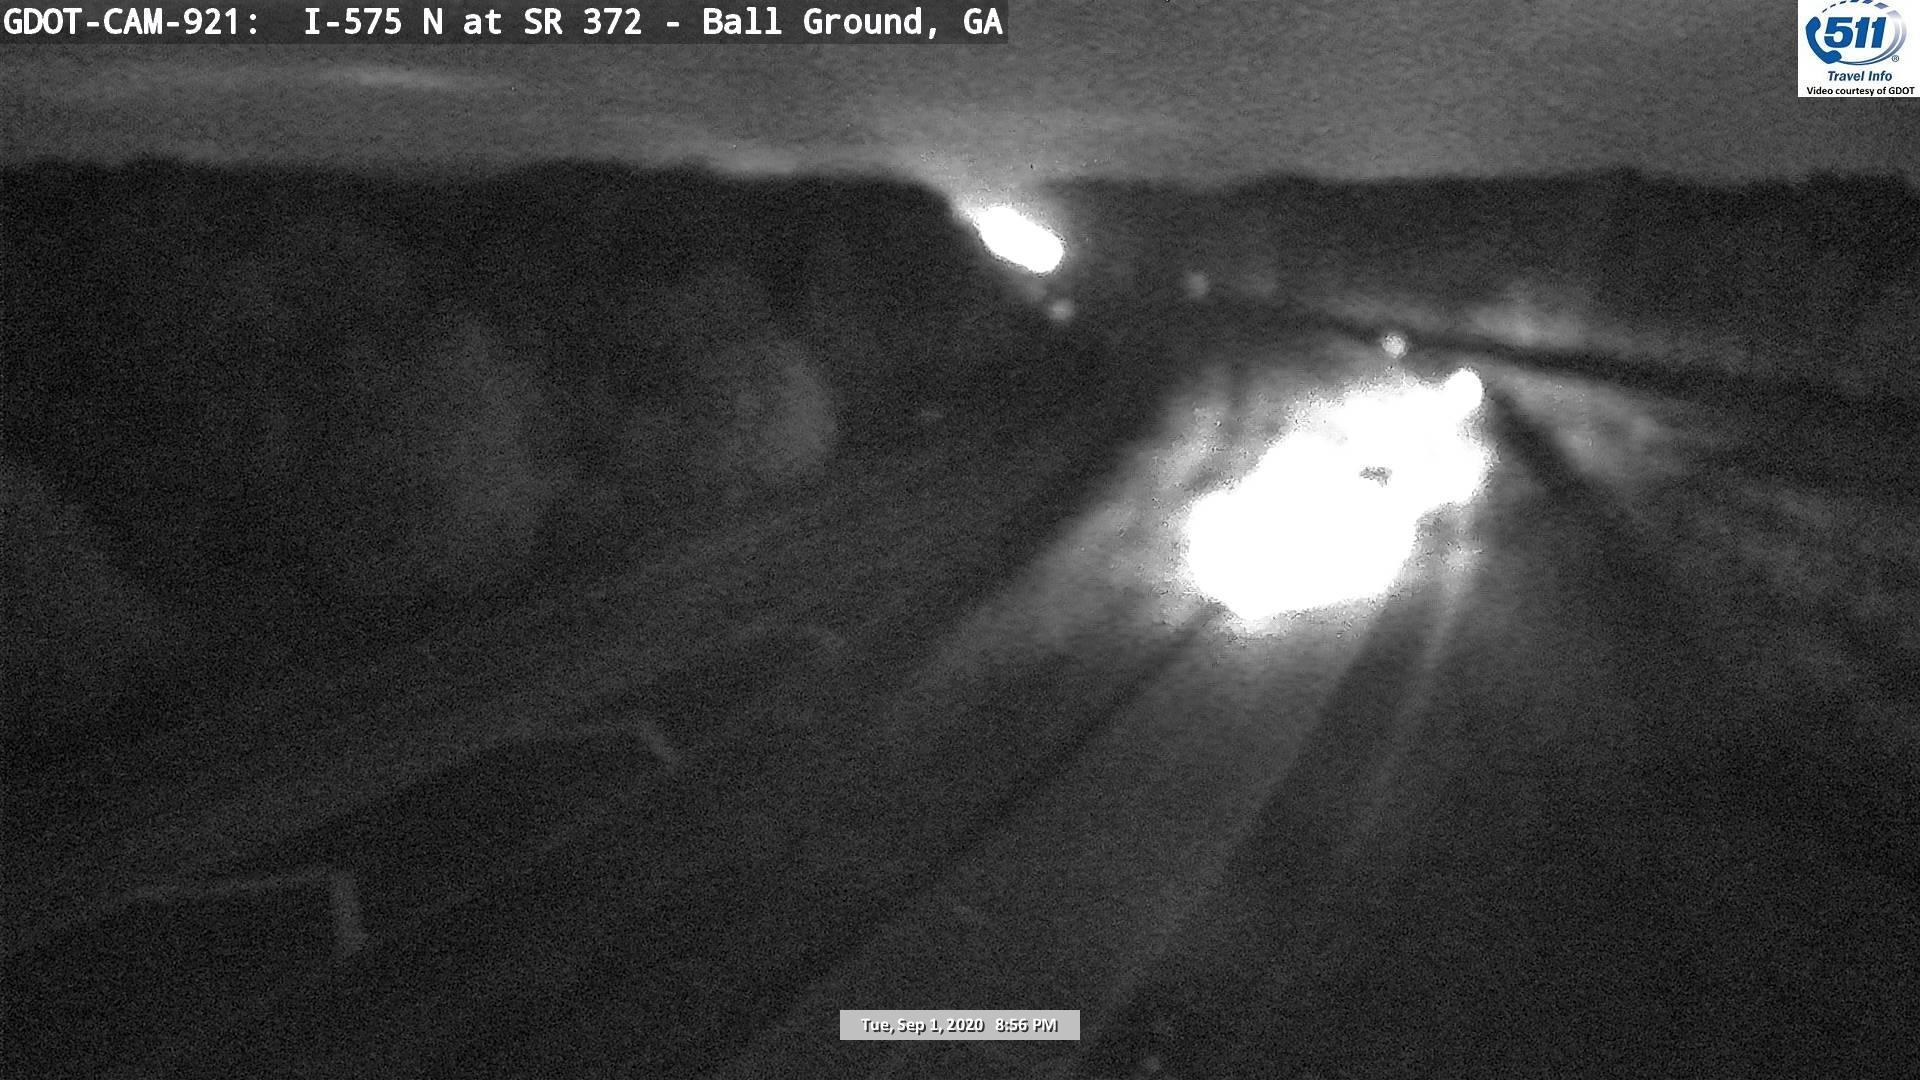 GDOT-CAM-921: I-575 N at SR 372 - Ball Ground, GA
511
®
Travel Info
Video courtesy of GDOT
Tue, Sep 1, 2020 8:56 PM